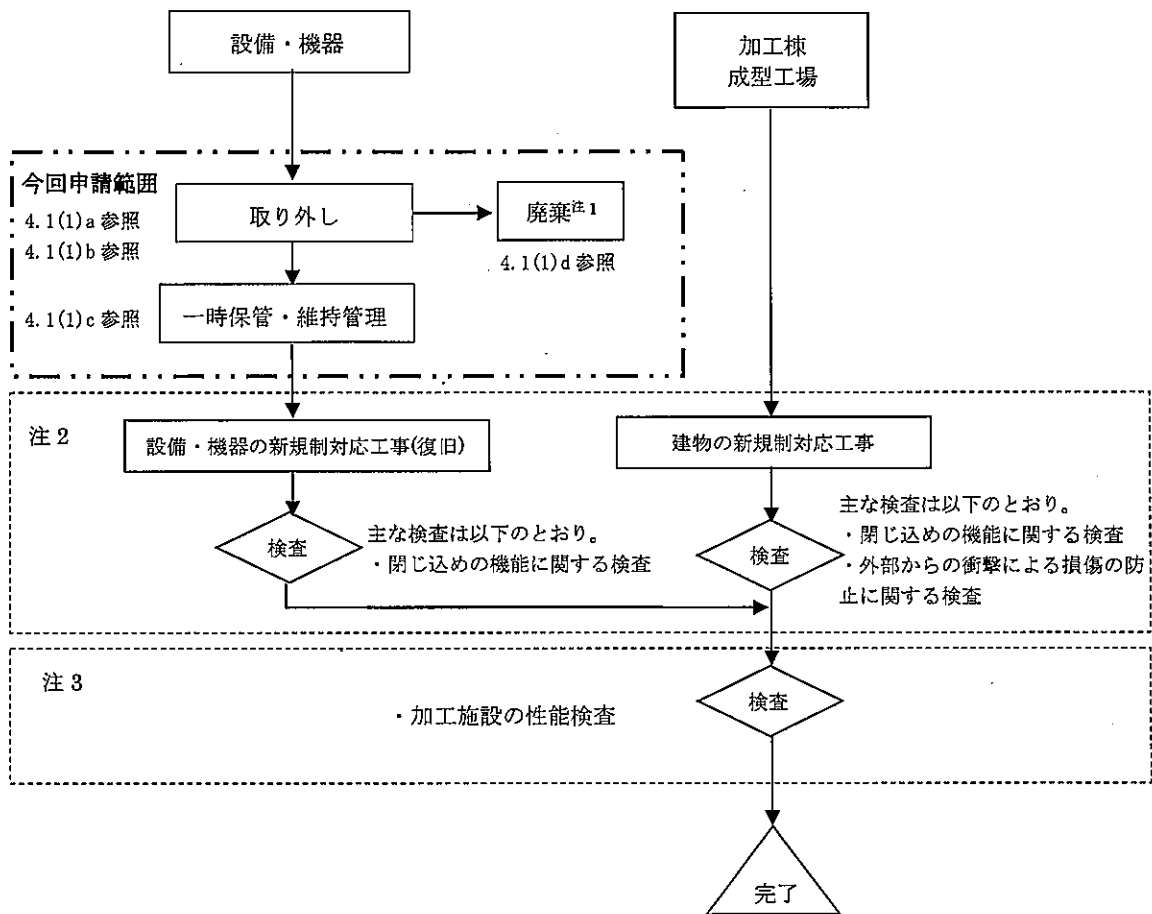 設備・機器
加工棟
成型工場
今回申請範囲
4.1(1)a 参照
4.1(1)b 参照
取り外し
廃棄注1
4.1(1)d 参照
4.1(1)c 参照
一時保管・維持管理
注2
設備・機器の新規制対応工事(復旧)
建物の新規制対応工事
検査
主な検査は以下のとおり。
・閉じ込めの機能に関する検査
検査
主な検査は以下のとおり。
・閉じ込めの機能に関する検査
・外部からの衝撃による損傷の防
止に関する検査
注3
・加工施設の性能検査
検査
完了